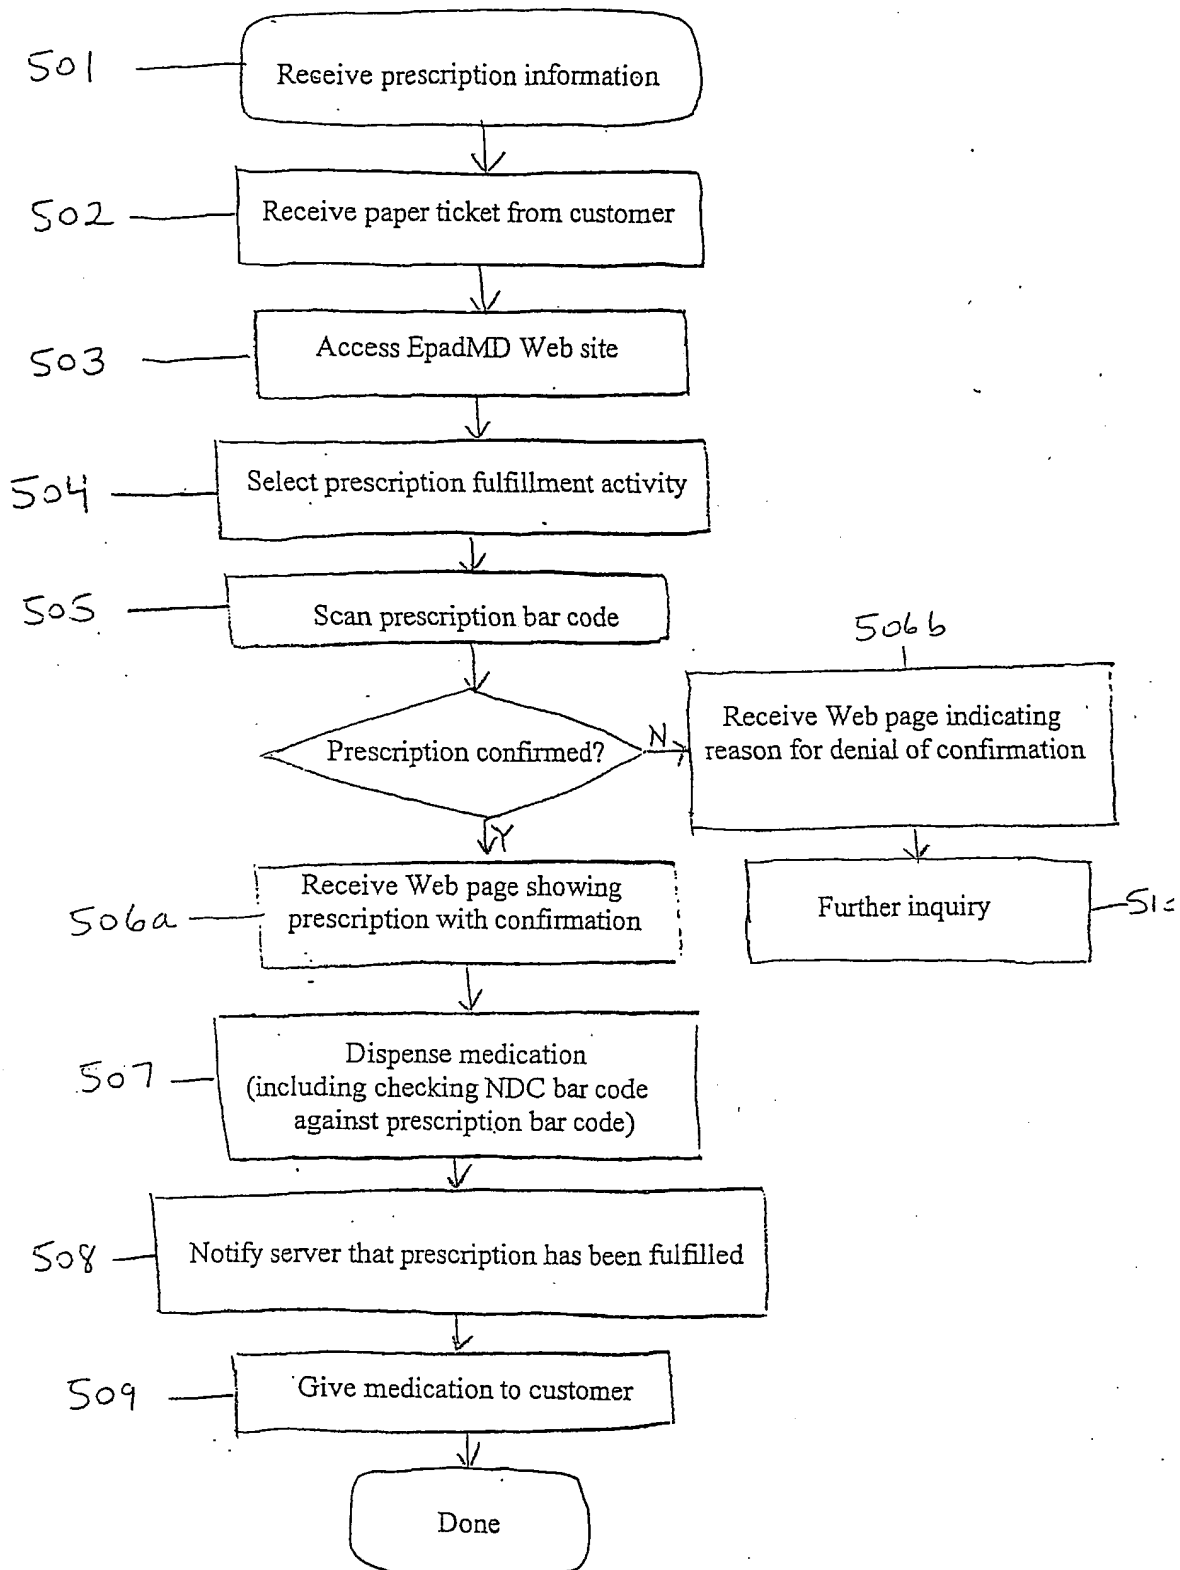 501
Receive prescription information
502
Receive paper ticket from customer
503
Access EpadMD Web site
504
Select prescription fulfillment activity
505
Scan prescription bar code
506b
Prescription confirmed?
N
Receive Web page indicating
reason for denial of confirmation
Y
506a
Receive Web page showing
prescription with confirmation
Further inquiry
507
Dispense medication
(including checking NDC bar code
against prescription bar code)
508
Notify server that prescription has been fulfilled
509
Give medication to customer
Done